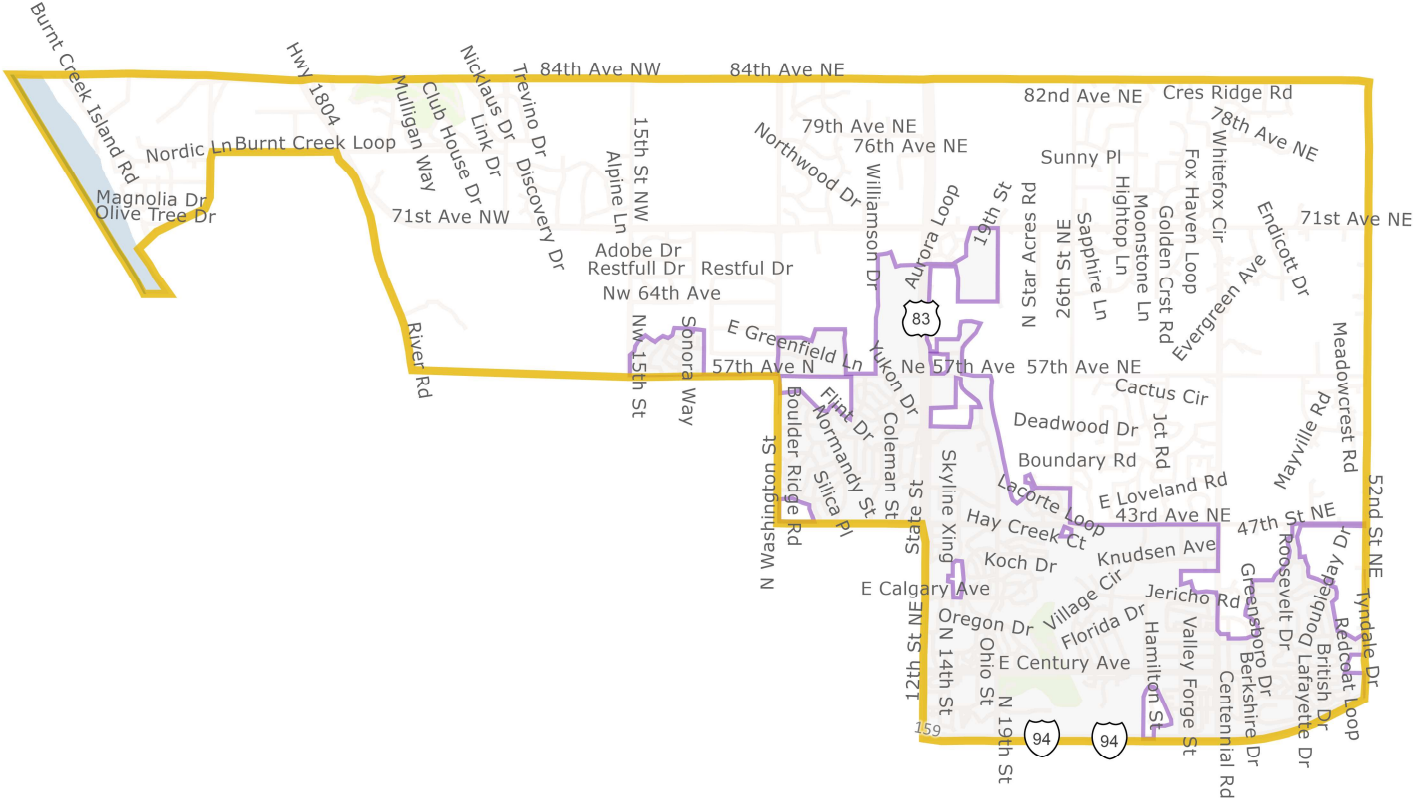 Burnt Creek Island Rd
Hwy 1804
Nicklaus Dr
Trevino Dr
84th Ave NW
84th Ave NE
Mulligan Way
Club House Dr
Link Dr
82nd Ave NE
Cres Ridge Rd
78th Ave NE
79th Ave NE
76th Ave NE
Nordic Ln
Burnt Creek Loop
15th St NW
Alpine Ln
Discovery Dr
Northwood Dr
Williamson Dr
Sunny Pl
Whitefox Cir
Fox Haven Loop
Hightop Ln
Moonstone Ln
Golden Crst Rd
Sapphire Ln
26th St NE
N Star Acres Rd
19th St
Aurora Loop
Magnolia Dr
Olive Tree Dr
71st Ave NW
71st Ave NE
Endicott Dr
Evergreen Ave
Adobe Dr
Restfull Dr
Restful Dr
Nw 64th Ave
83
River Rd
Nw 15th St
Sonora Way
E Greenfield Ln
57th Ave N
Yukon Dr
Ne 57th Ave
57th Ave NE
Meadowcrest Rd
Cactus Cir
Boulder Ridge Rd
Flint Dr
Normandy St
Coleman St
Silica Pl
N Washington St
Deadwood Dr
Jct Rd
Mayville Rd
Boundary Rd
Skyline Xing
State St
Lacorte Loop
E Loveland Rd
43rd Ave NE
47th St NE
52nd St NE
Hay Creek Ct
Knudsen Ave
Koch Dr
E Calgary Ave
Village Cir
Jericho Rd
Greensboro Dr
Roosevelt Dr
Doubleday Dr
Tyndale Dr
Redcoat Loop
Oregon Dr
Florida Dr
12th St NE
N 14th St
Ohio St
E Century Ave
Hamilton St
Valley Forge St
Centennial Rd
Berkshire Dr
Lafayette Dr
British Dr
N 19th St
159
94
94